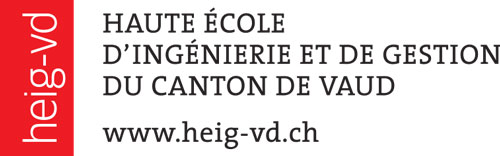 heig-vd
HAUTE ÉCOLE
D'INGÉNIERIE ET DE GESTION
DU CANTON DE VAUD
www.heig-vd.ch